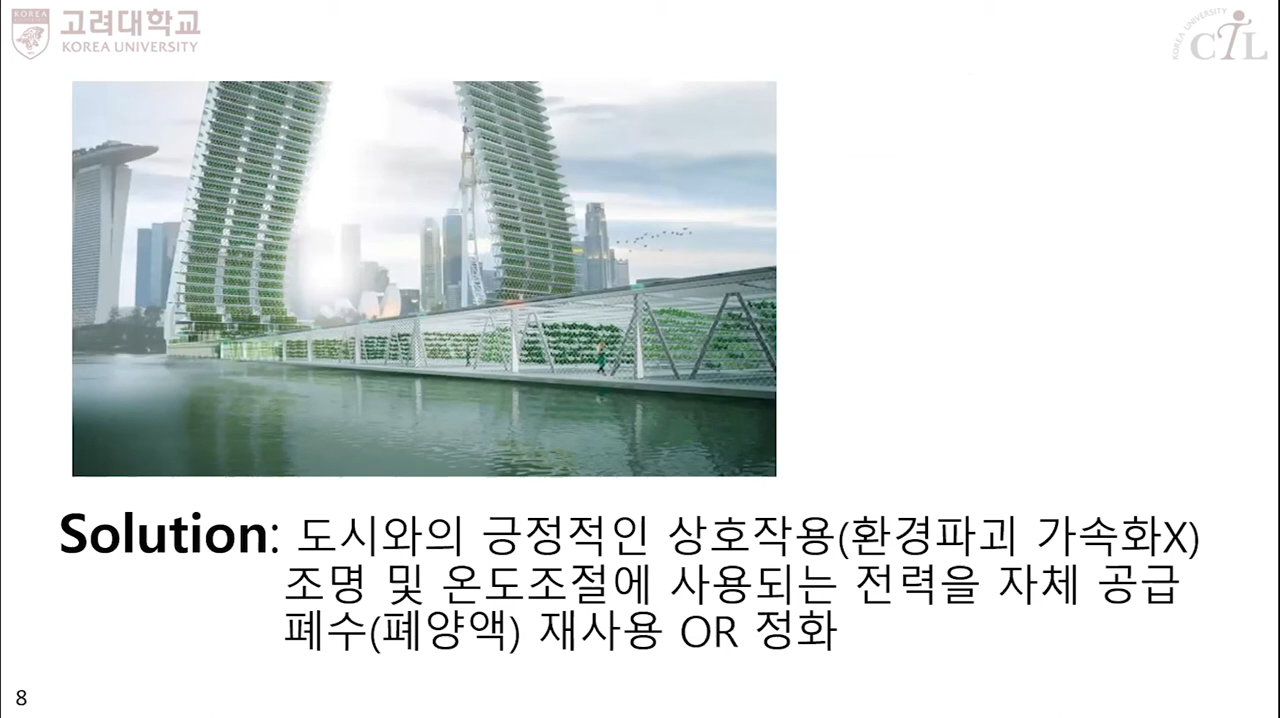 KOREA
고려대학교
KOREA UNIVERSITY
KOREA UNIVERSITY
CTL
Solution: 도시와의 긍정적인 상호작용(환경파괴 가속화X)
조명 및 온도조절에 사용되는 전력을 자체 공급
폐수(폐양액) 재사용 OR 정화
8